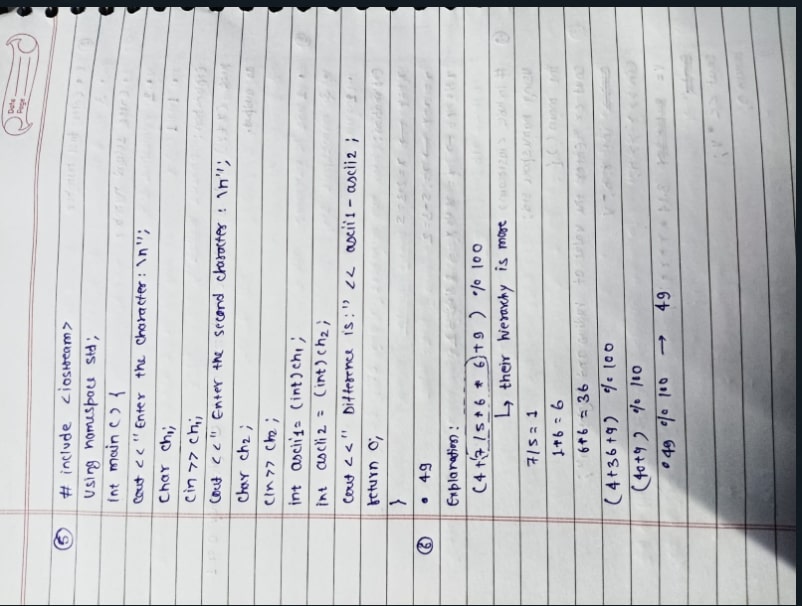 Date
Page
⑤ # include <iostream>
Using namespace std;
Int main () {
Cout << " Enter the Character : \n";
Char ch1;
cin >> ch1;
Cout << " Enter the second character : \n";
Char ch2;
cin >> ch2;
int ascii1 = (int) ch1;
int ascii2 = (int) ch2;
Cout << " Difference is : " << ascii1 - ascii2 ;
return 0;
}
⑥ • 49
Explanation :
(4+(7/5*6*6)+9) % 100
↳ their hierarchy is more
7/5 = 1
1*6 = 6
6*6 = 36
(4+36+9) % 100
(40+9) % 100
• 49 % 100 → 49